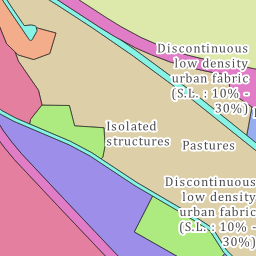 Discontinuous
low density
urban fabric
(S.L. : 10% -
30%)
Isolated
structures
Pastures
Discontinuous
low density
urban fabric
(S.L. : 10% -
30%)